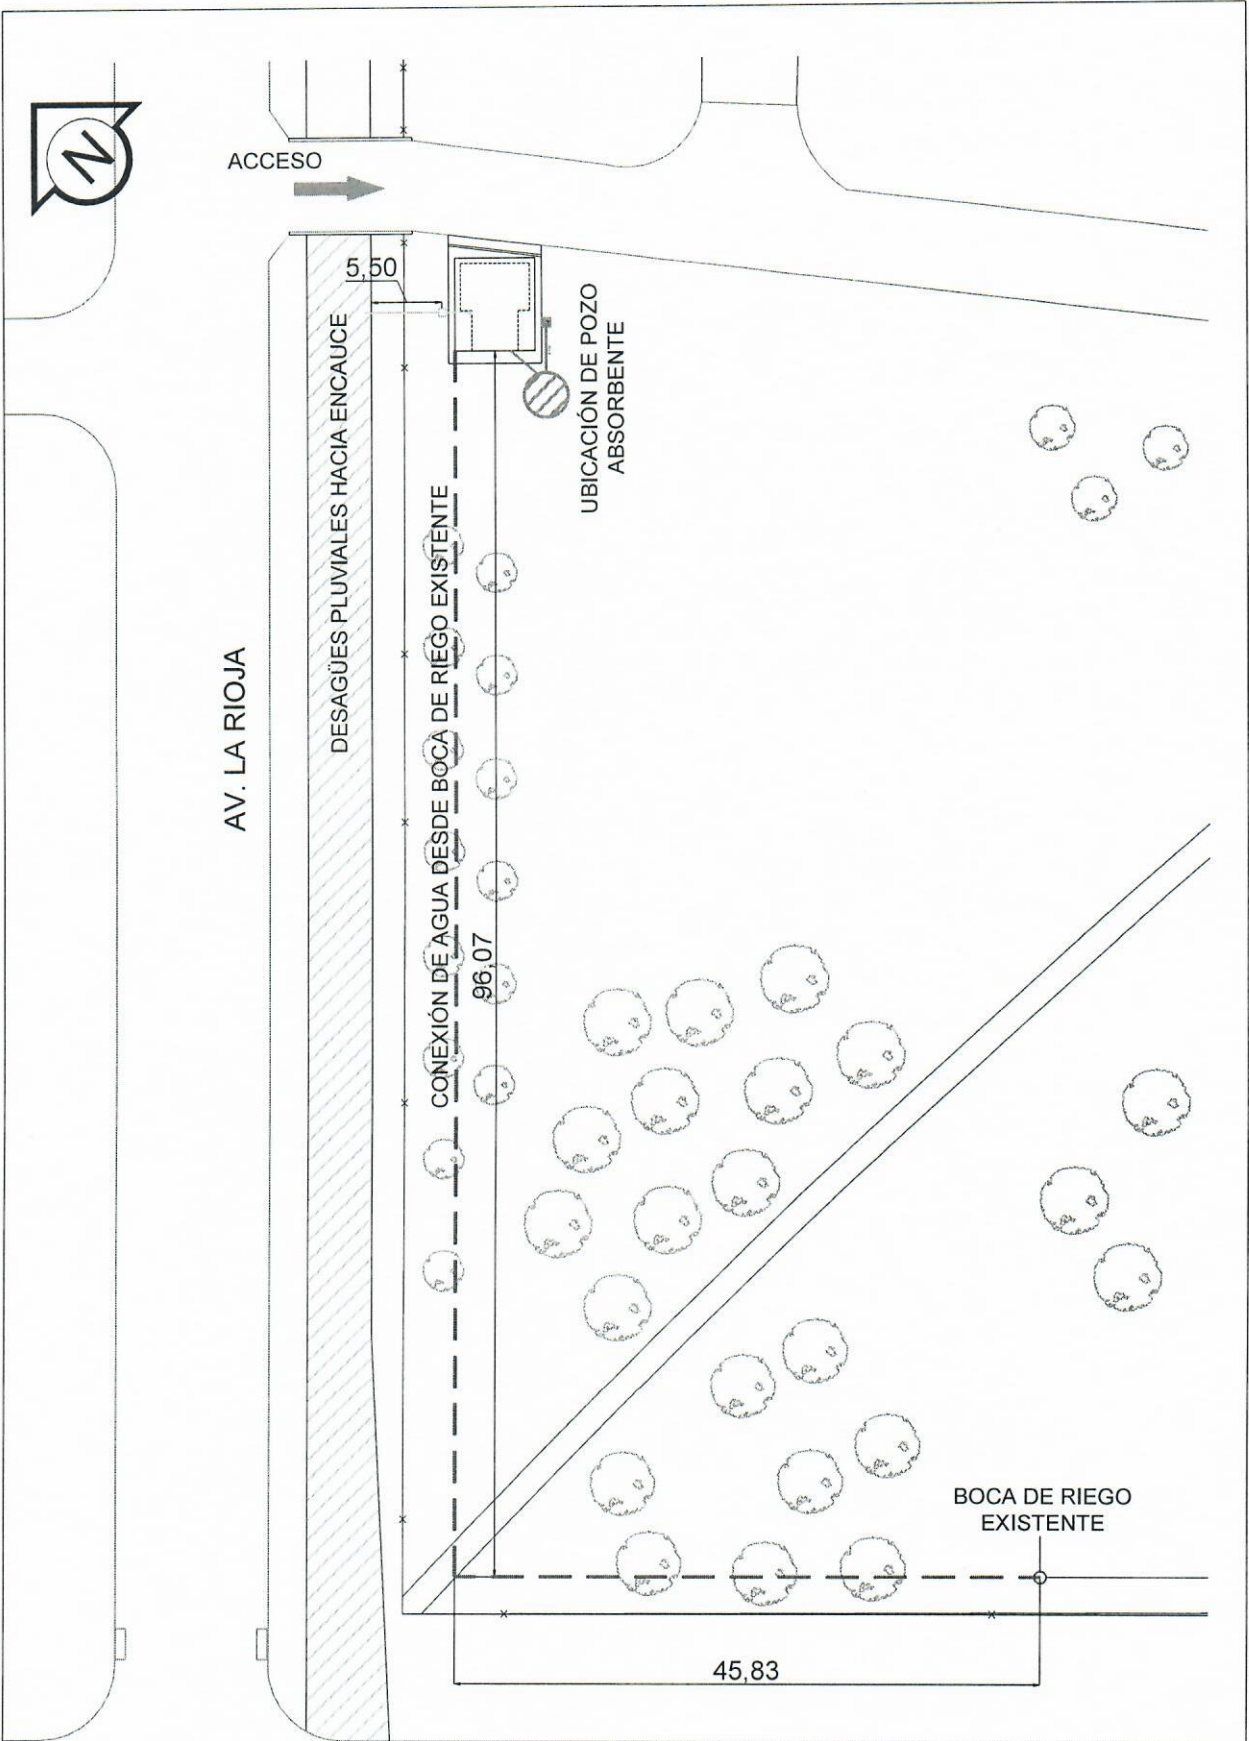 N
ACCESO
5,50
DESAGÜES PLUVIALES HACIA ENCAUCE
UBICACIÓN DE POZO
ABSORBENTE
CONEXIÓN DE AGUA DESDE BOCA DE RIEGO EXISTENTE
AV. LA RIOJA
96,07
BOCA DE RIEGO
EXISTENTE
45,83